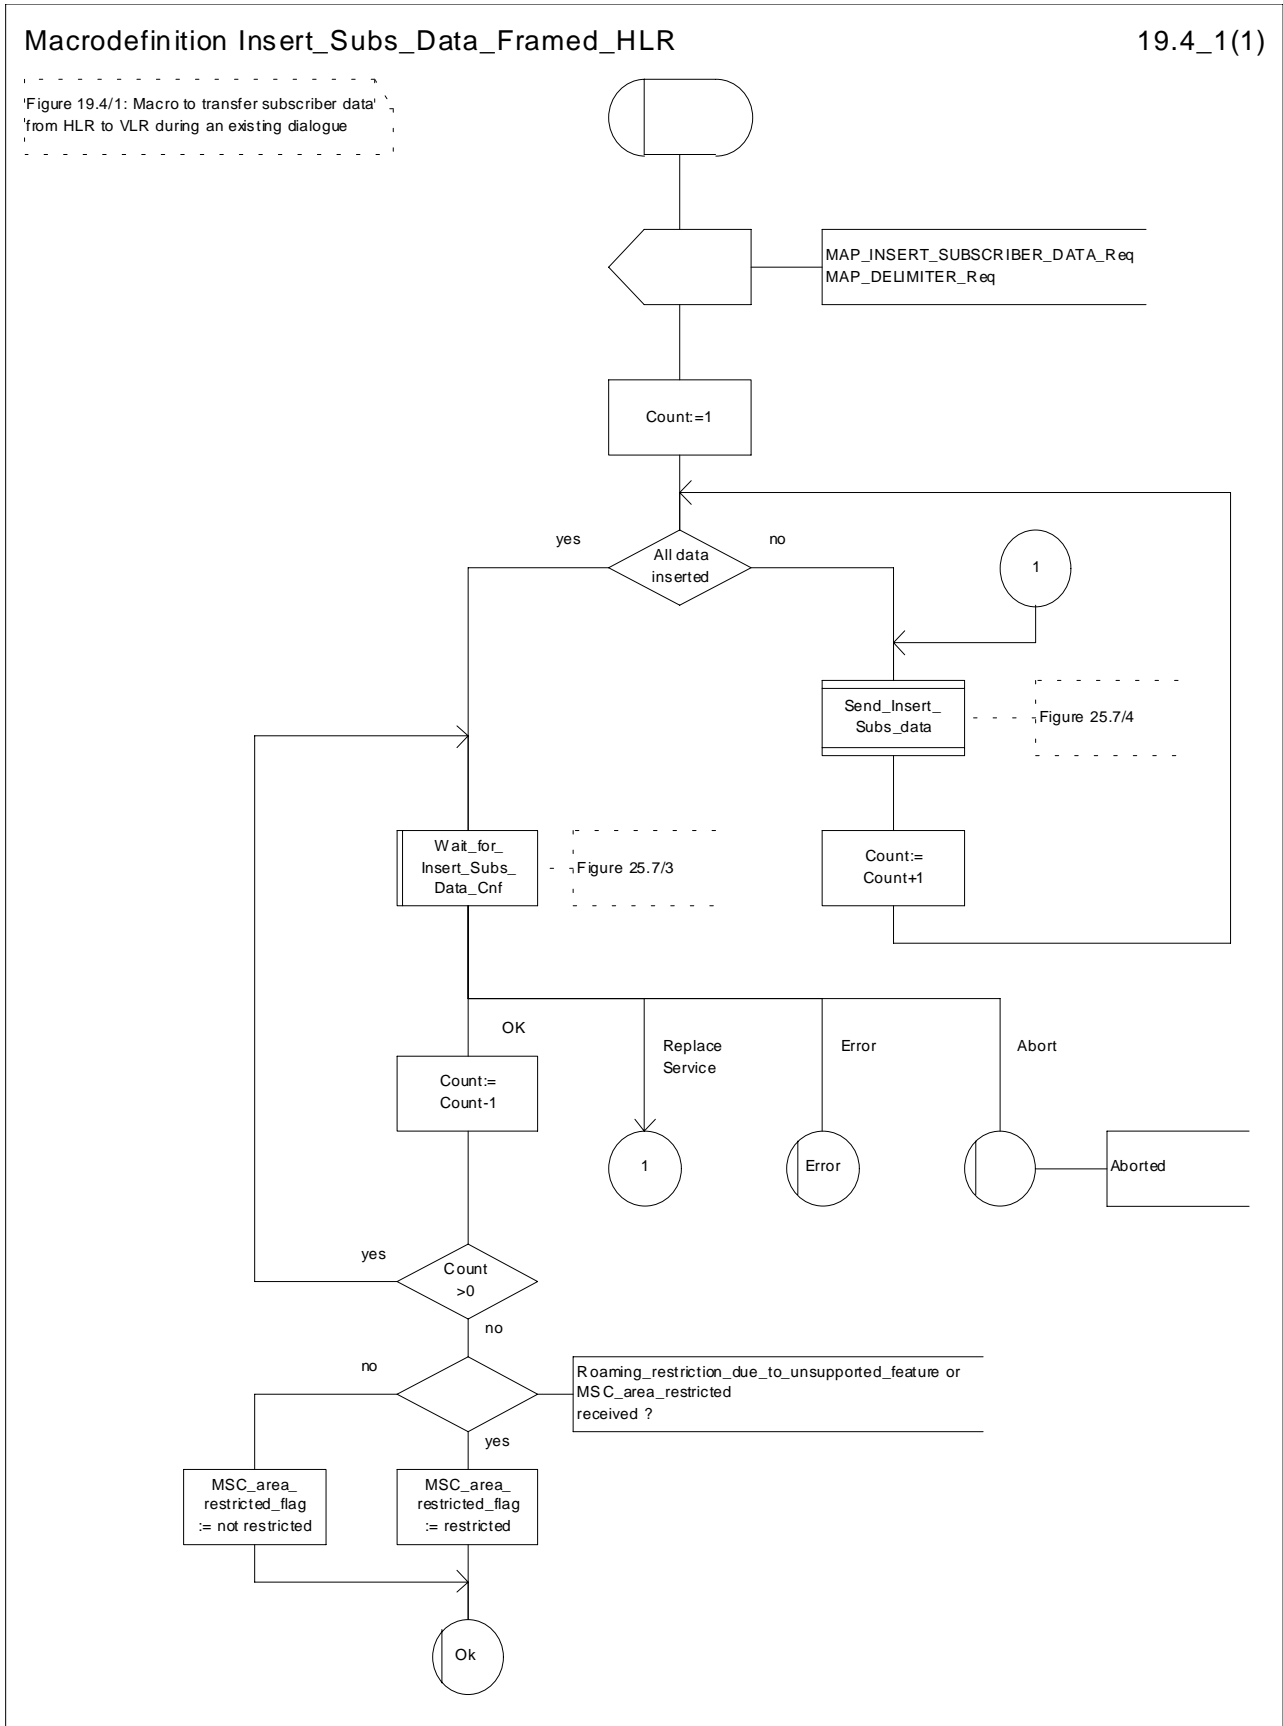 Macrodefinition Insert_Subs_Data_Framed_HLR
19.4_1(1)
Figure 19.4/1: Macro to transfer subscriber data
from HLR to VLR during an existing dialogue
MAP_INSERT_SUBSCRIBER_DATA_Req
MAP_DELIMITER_Req
Count:=1
yes
All data
inserted
no
1
Send_Insert_
Subs_data
Figure 25.7/4
Wait_for_
Insert_Subs_
Data_Cnf
Figure 25.7/3
Count:=
Count+1
OK
Replace
Service
Error
Abort
Count:=
Count-1
1
Error
Aborted
yes
Count
>0
no
no
Roaming_restriction_due_to_unsupported_feature or
MSC_area_restricted
received ?
yes
MSC_area_
restricted_flag
:= not restricted
MSC_area_
restricted_flag
:= restricted
Ok